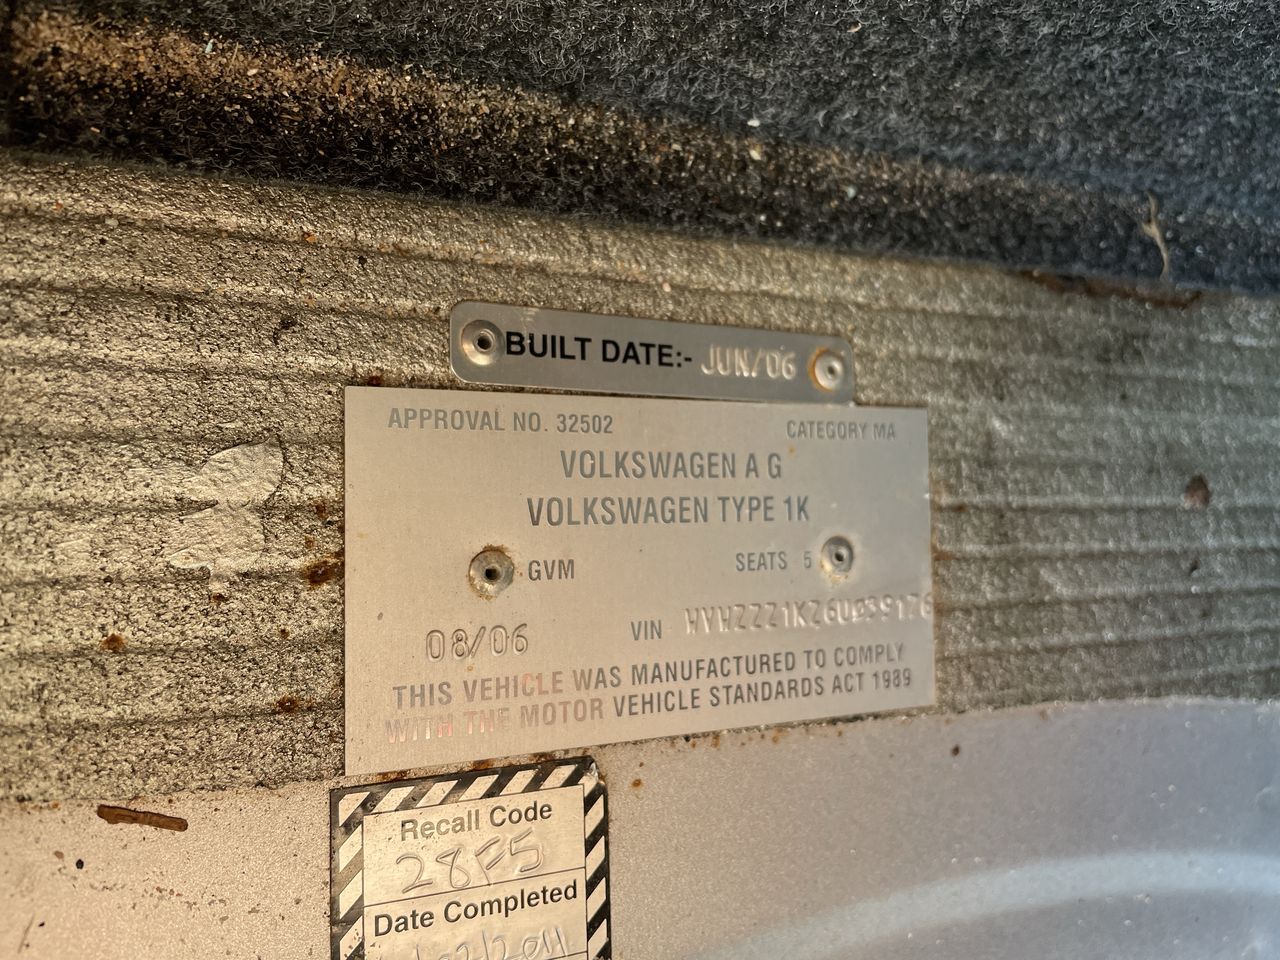 BUILT DATE:- JUN/06
APPROVAL NO. 32502 CATEGORY MA
VOLKSWAGEN A G
VOLKSWAGEN TYPE 1K
GVM SEATS 5
08/06 VIN WVWZZZ1KZ6U039176
THIS VEHICLE WAS MANUFACTURED TO COMPLY
WITH THE MOTOR VEHICLE STANDARDS ACT 1989
Recall Code
28F5
Date Completed